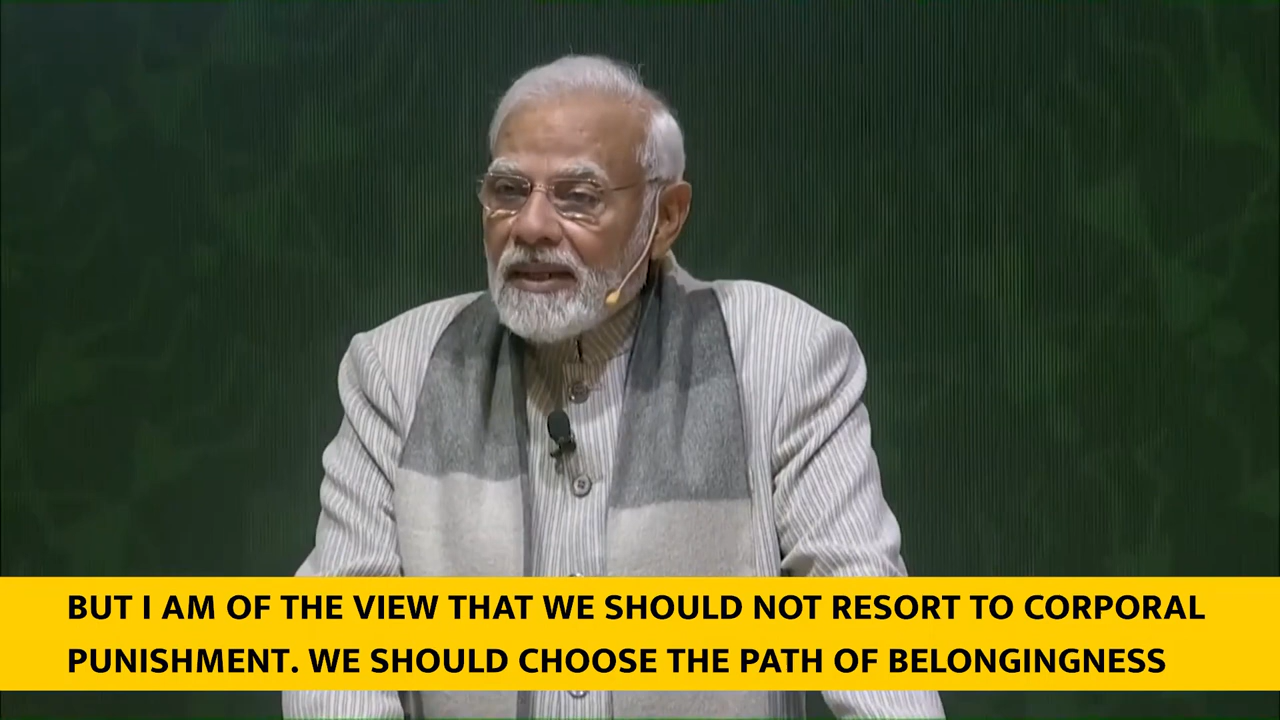 BUT I AM OF THE VIEW THAT WE SHOULD NOT RESORT TO CORPORAL
PUNISHMENT. WE SHOULD CHOOSE THE PATH OF BELONGINGNESS